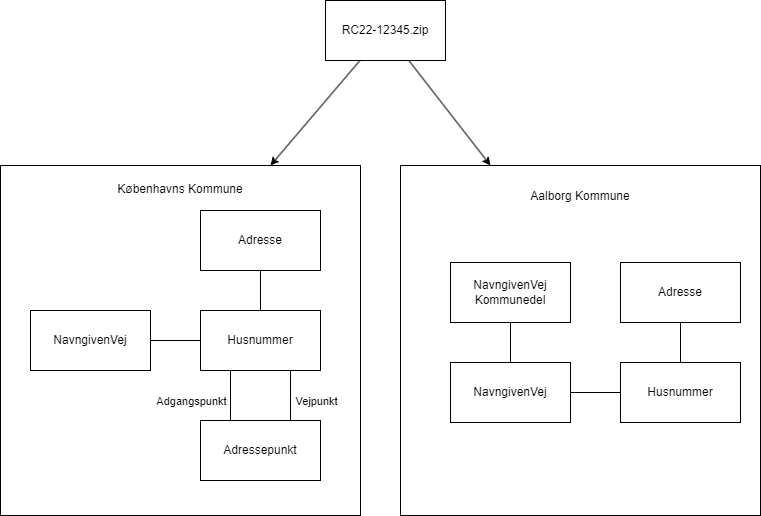 RC22-12345.zip
Københavns Kommune
Adresse
NavngivenVej
Husnummer
Adgangspunkt
Vejpunkt
Adressepunkt
Aalborg Kommune
NavngivenVej
Kommunedel
Adresse
NavngivenVej
Husnummer